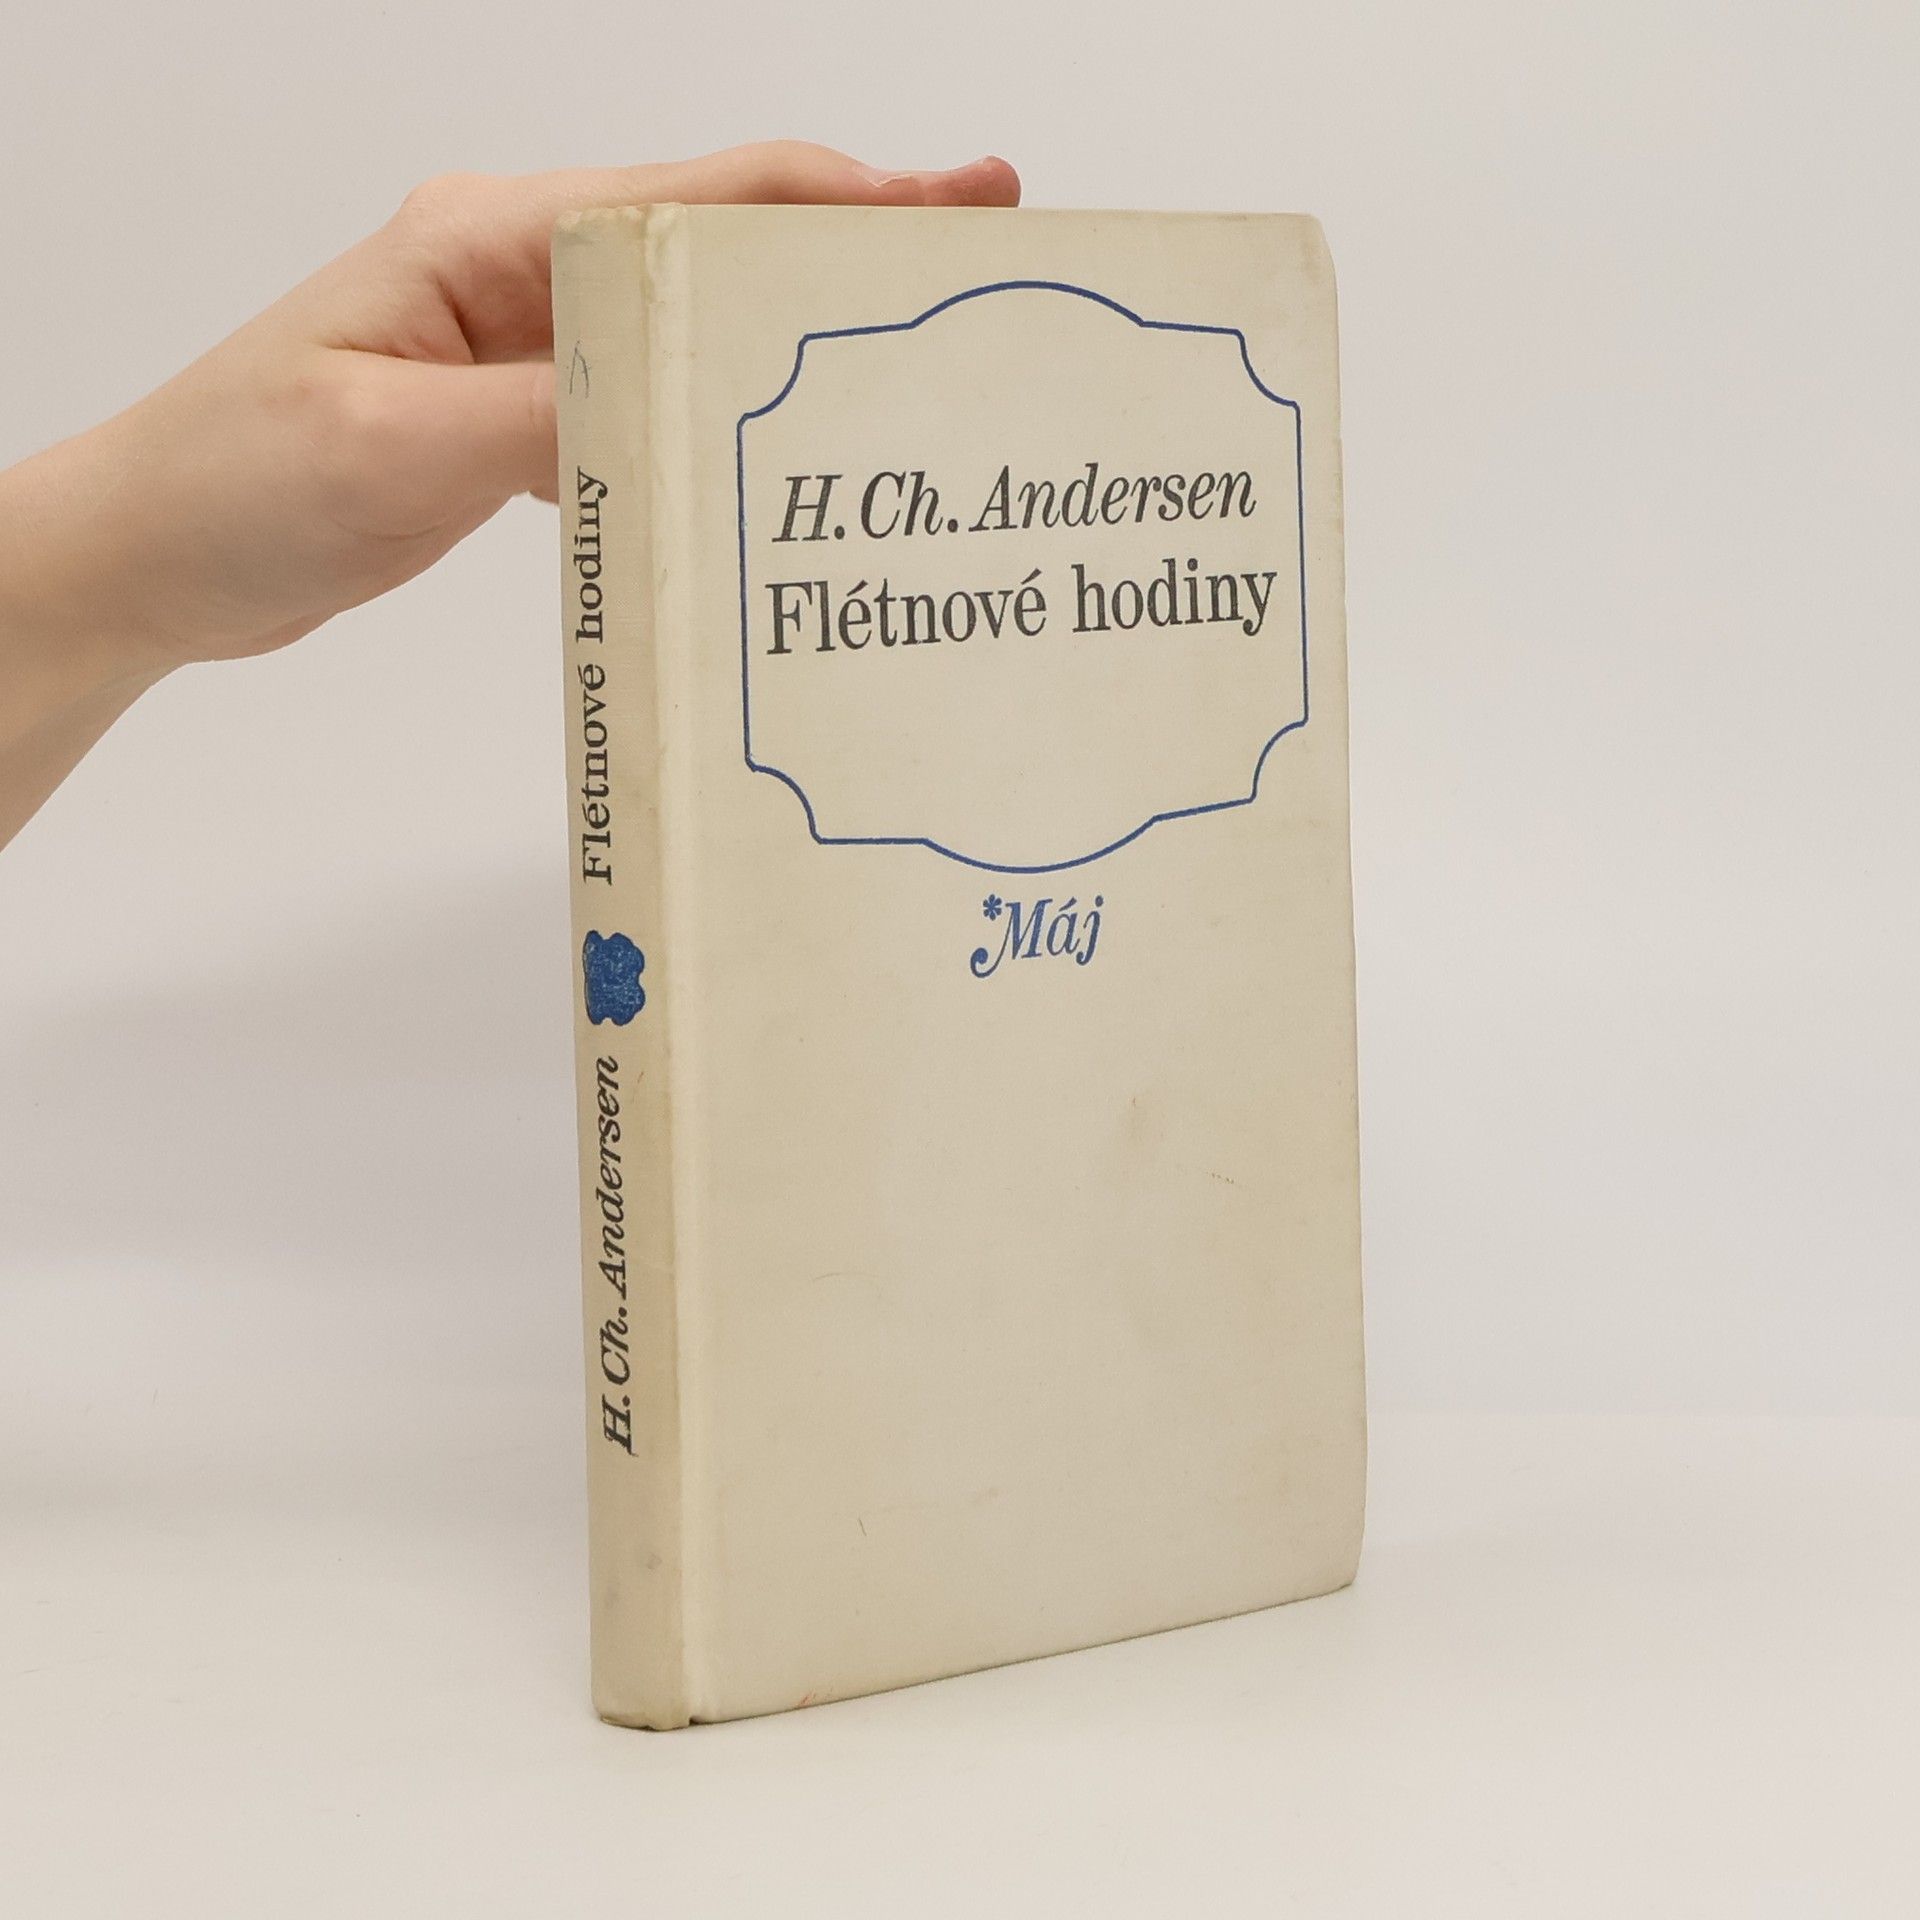 H. Ch. Andersen
Flétnové hodiny
*Máj
H. Ch. Andersen Flétnové hodiny